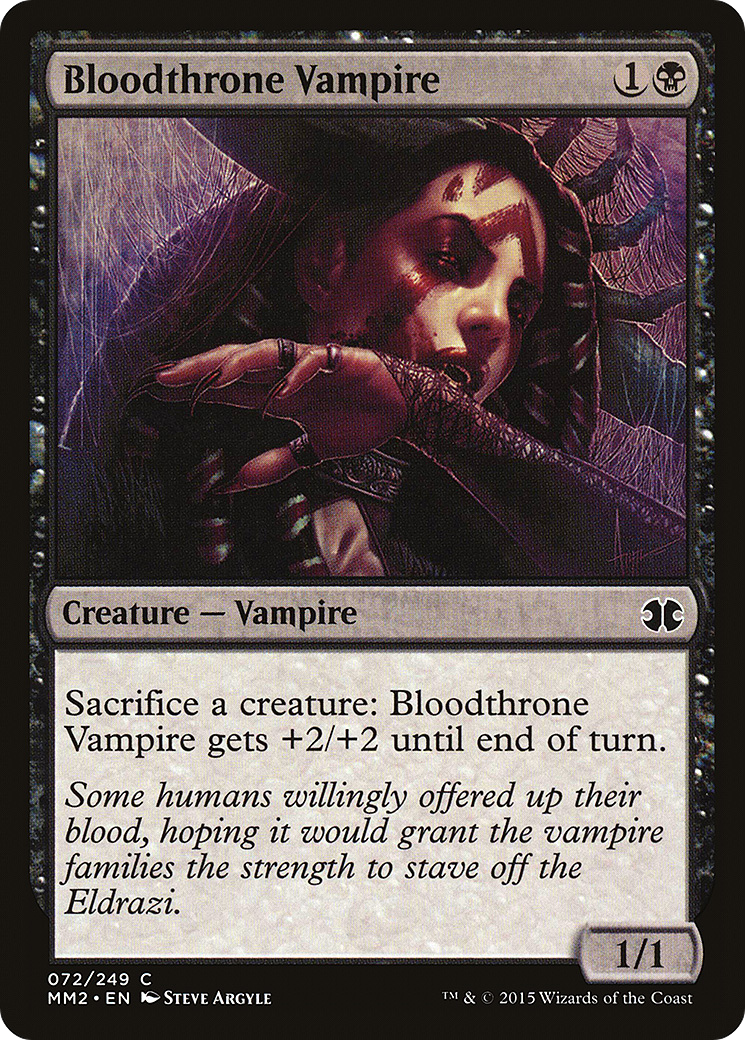 Bloodthrone Vampire 1
Creature — Vampire
Sacrifice a creature: Bloodthrone
Vampire gets +2/+2 until end of turn.
Some humans willingly offered up their
blood, hoping it would grant the vampire
families the strength to stave off the
Eldrazi.
1/1
072/249 C
MM2 • EN Steve Argyle
™ & © 2015 Wizards of the Coast